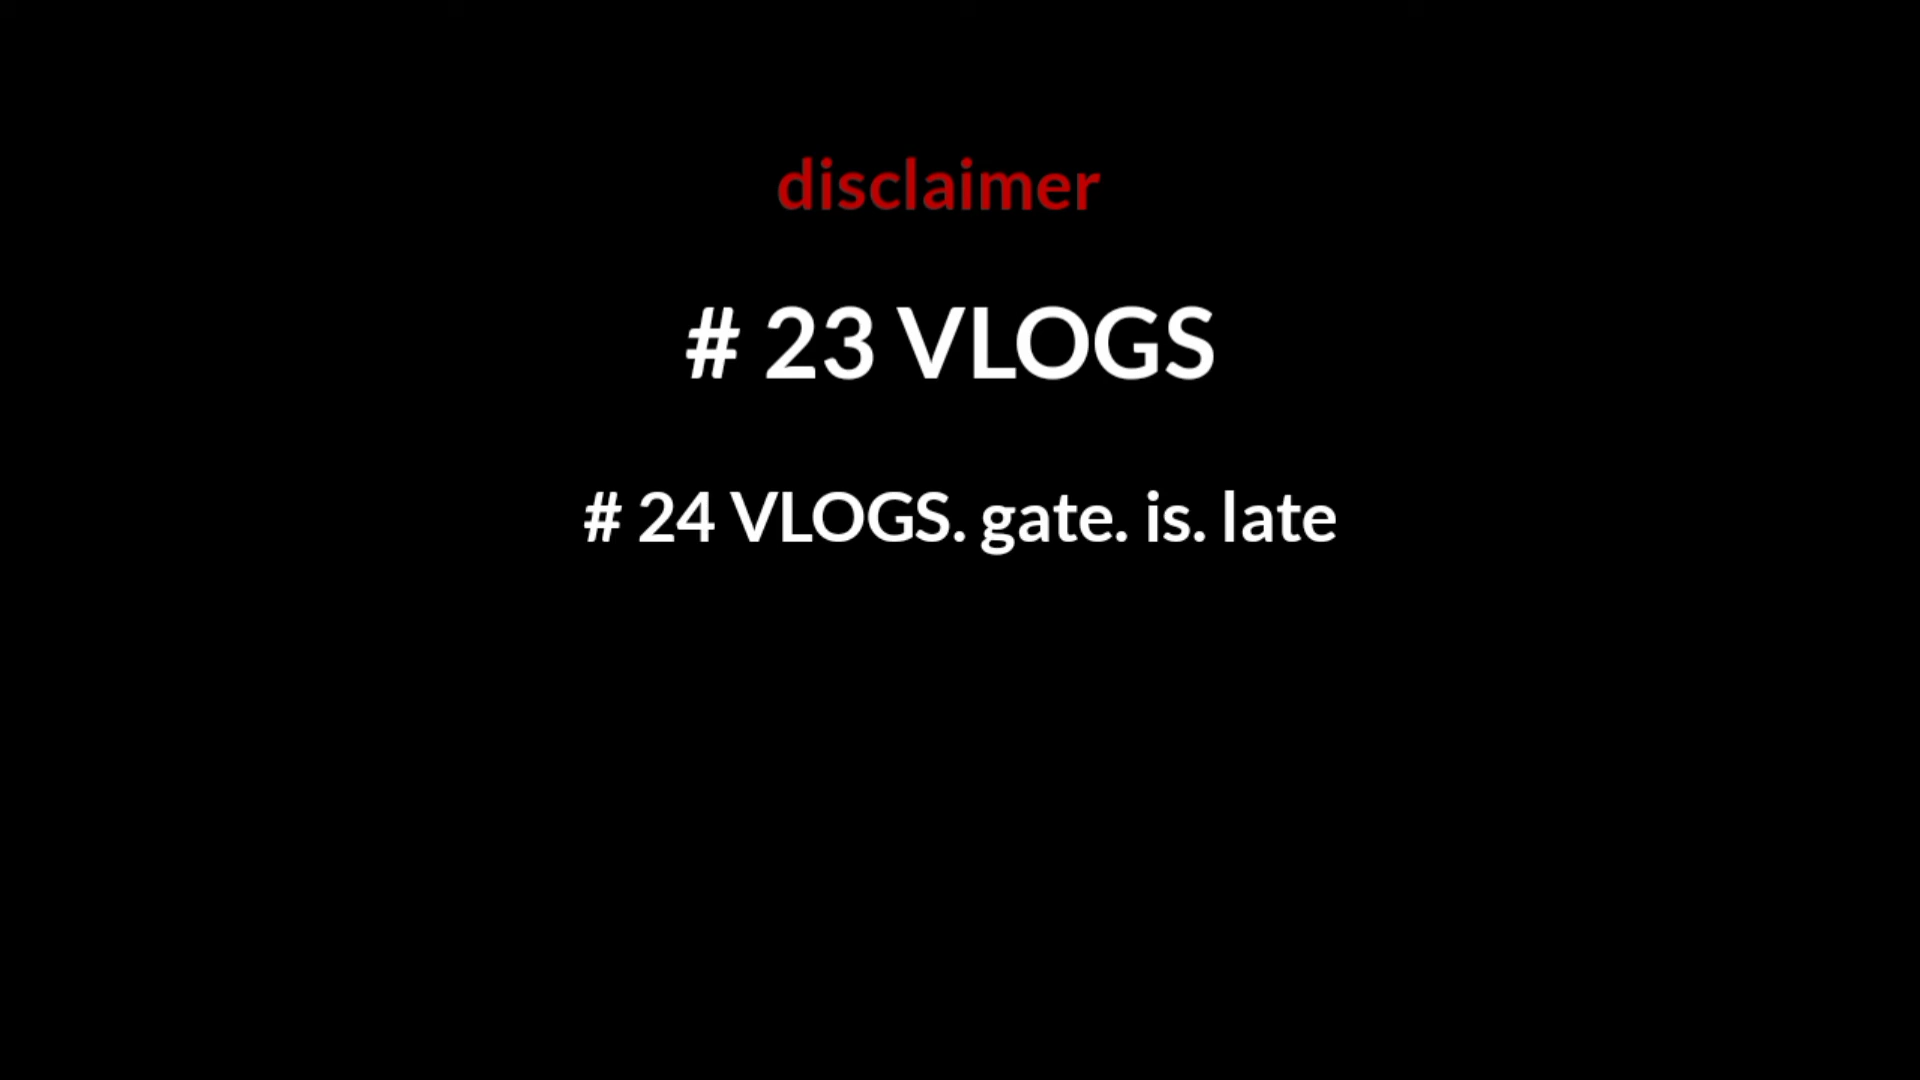 disclaimer
# 23 VLOGS
# 24 VLOGS. gate. is. late